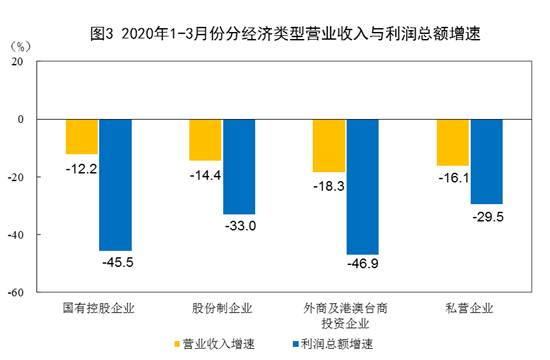 图3 2020年1-3月份分经济类型营业收入与利润总额增速
(%)
20
0
-20
-40
-60
-12.2
-45.5
-14.4
-33.0
-18.3
-46.9
-16.1
-29.5
国有控股企业
股份制企业
外商及港澳台商
投资企业
私营企业
营业收入增速
利润总额增速